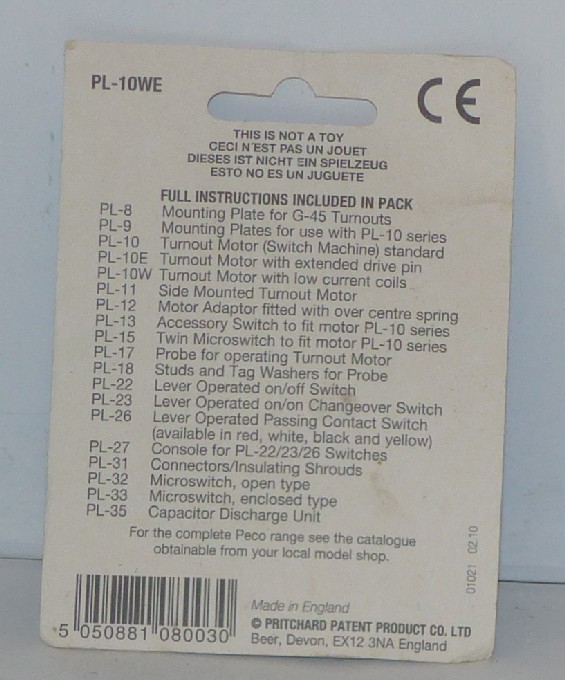 PL-10WE
CE
THIS IS NOT A TOY
CECI N'EST PAS UN JOUET
DIESES IST NICHT EIN SPIELZEUG
ESTO NO ES UN JUGUETE
FULL INSTRUCTIONS INCLUDED IN PACK
PL-8 Mounting Plate for G-45 Turnouts
PL-9 Mounting Plates for use with PL-10 series
PL-10 Turnout Motor (Switch Machine) standard
PL-10E Turnout Motor with extended drive pin
PL-10W Turnout Motor with low current coils
PL-11 Side Mounted Turnout Motor
PL-12 Motor Adaptor fitted with over centre spring
PL-13 Accessory Switch to fit motor PL-10 series
PL-15 Twin Microswitch to fit motor PL-10 series
PL-17 Probe for operating Turnout Motor
PL-18 Studs and Tag Washers for Probe
PL-22 Lever Operated on/off Switch
PL-23 Lever Operated on/on Changeover Switch
PL-26 Lever Operated Passing Contact Switch
(available in red, white, black and yellow)
PL-27 Console for PL-22/23/26 Switches
PL-31 Connectors/Insulating Shrouds
PL-32 Microswitch, open type
PL-33 Microswitch, enclosed type
PL-35 Capacitor Discharge Unit
For the complete Peco range see the catalogue
obtainable from your local model shop.
01021 02.10
5 050881 080030
Made in England
© PRITCHARD PATENT PRODUCT CO. LTD
Beer, Devon, EX12 3NA England